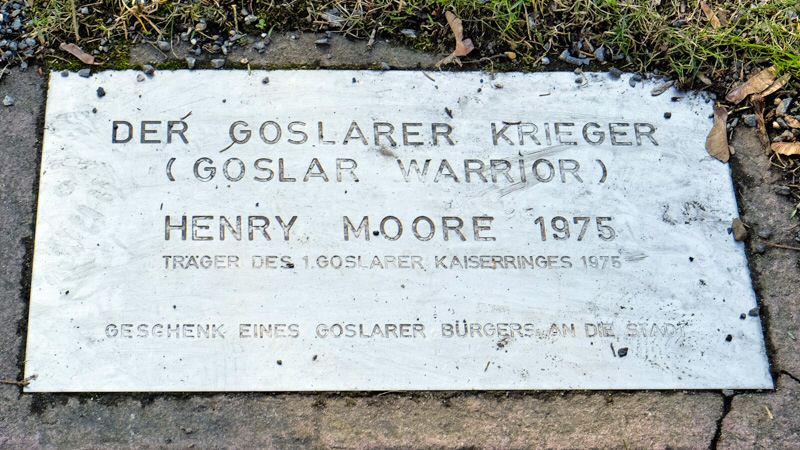 DER GOSLARER KRIEGER
(GOSLAR WARRIOR)
HENRY MOORE 1975
TRÄGER DES 1. GOSLARER KAISERRINGES 1975
GESCHENK EINES GOSLARER BÜRGERS AN DIE STADT